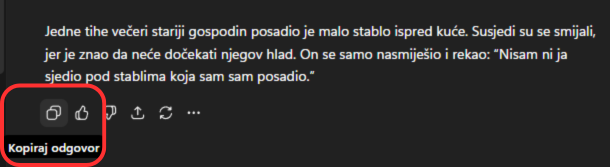 Jedne tihe večeri stariji gospodin posadio je malo stablo ispred kuće. Susjedi su se smijali,
jer je znao da neće dočekati njegov hlad. On se samo nasmiješio i rekao: “Nisam ni ja
sjedio pod stablima koja sam sam posadio.”
Kopiraj odgovor